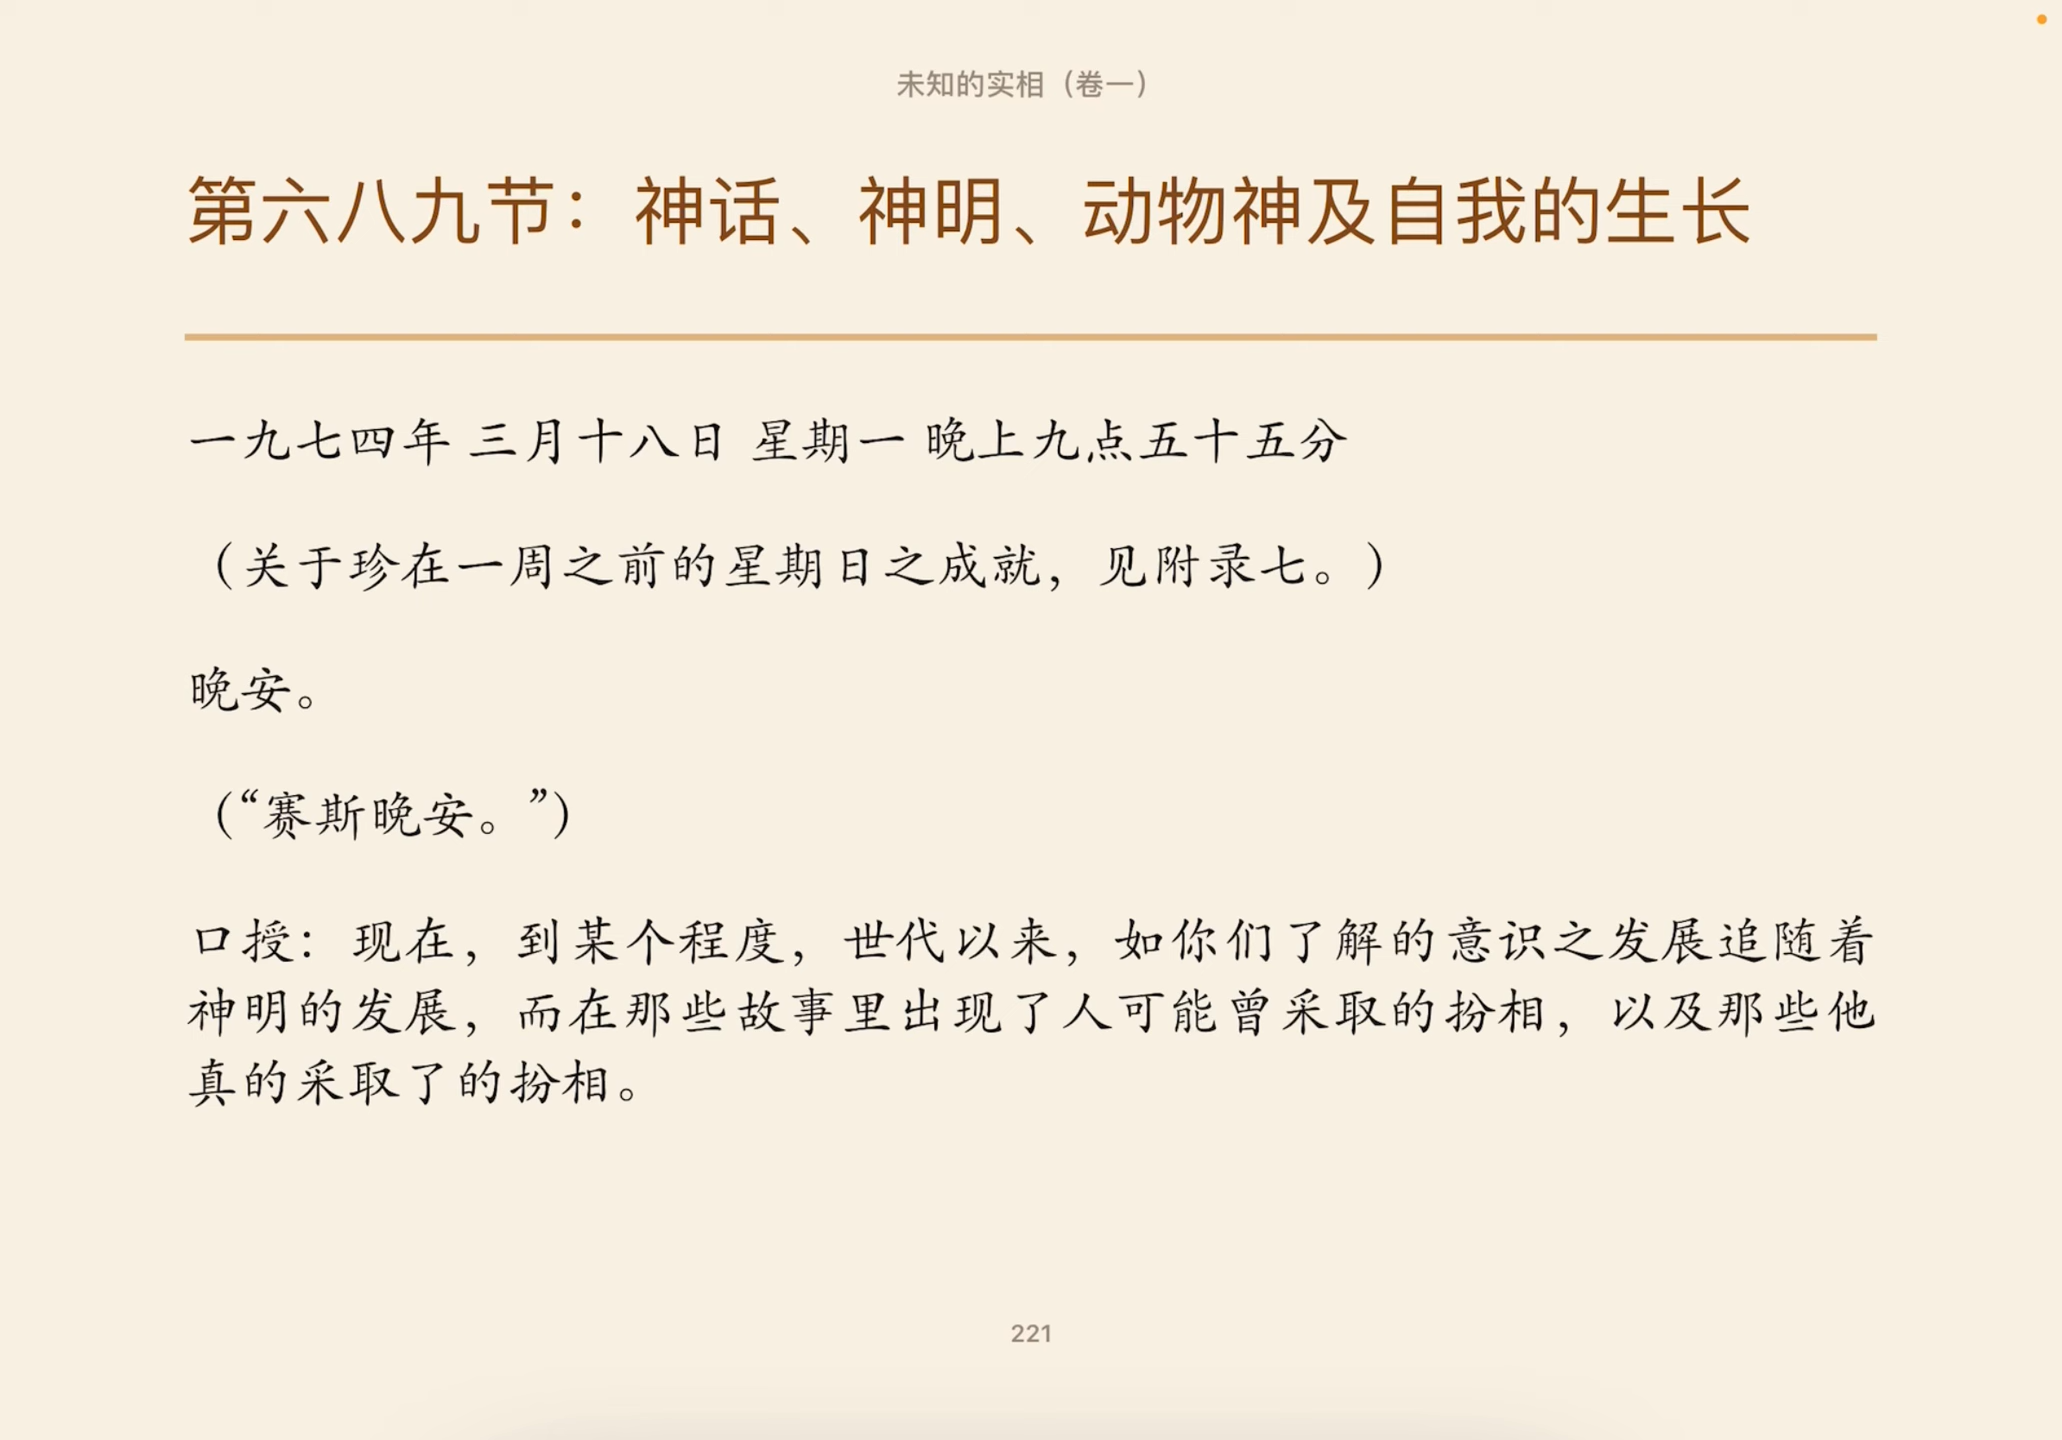 未知的实相（卷一）
第六八九节：神话、神明、动物神及自我的生长
一九七四年 三月十八日 星期一 晚上九点五十五分
（关于珍在一周之前的星期日之成就，见附录七。）
晚安。
（“赛斯晚安。”）
口授：现在，到某个程度，世代以来，如你们了解的意识之发展追随着
神明的发展，而在那些故事里出现了人可能曾采取的扮相，以及那些他
真的采取了的扮相。
221